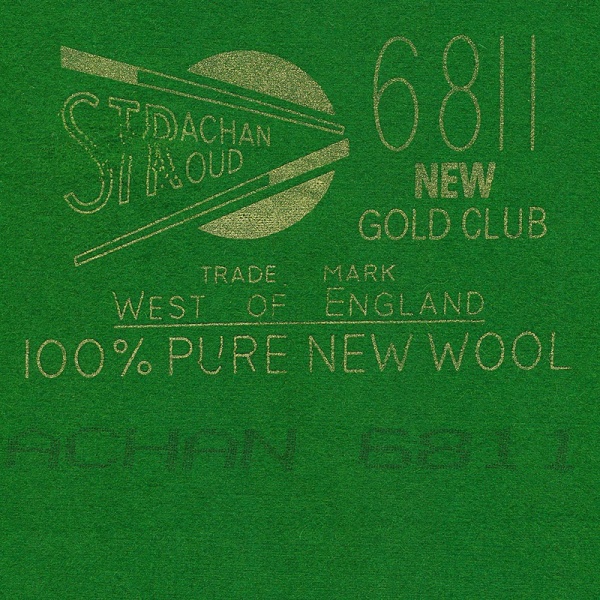 STRACHAN
STROUD
6811
NEW
GOLD CLUB
TRADE MARK
WEST OF ENGLAND
100% PURE NEW WOOL
ACHAN 6811